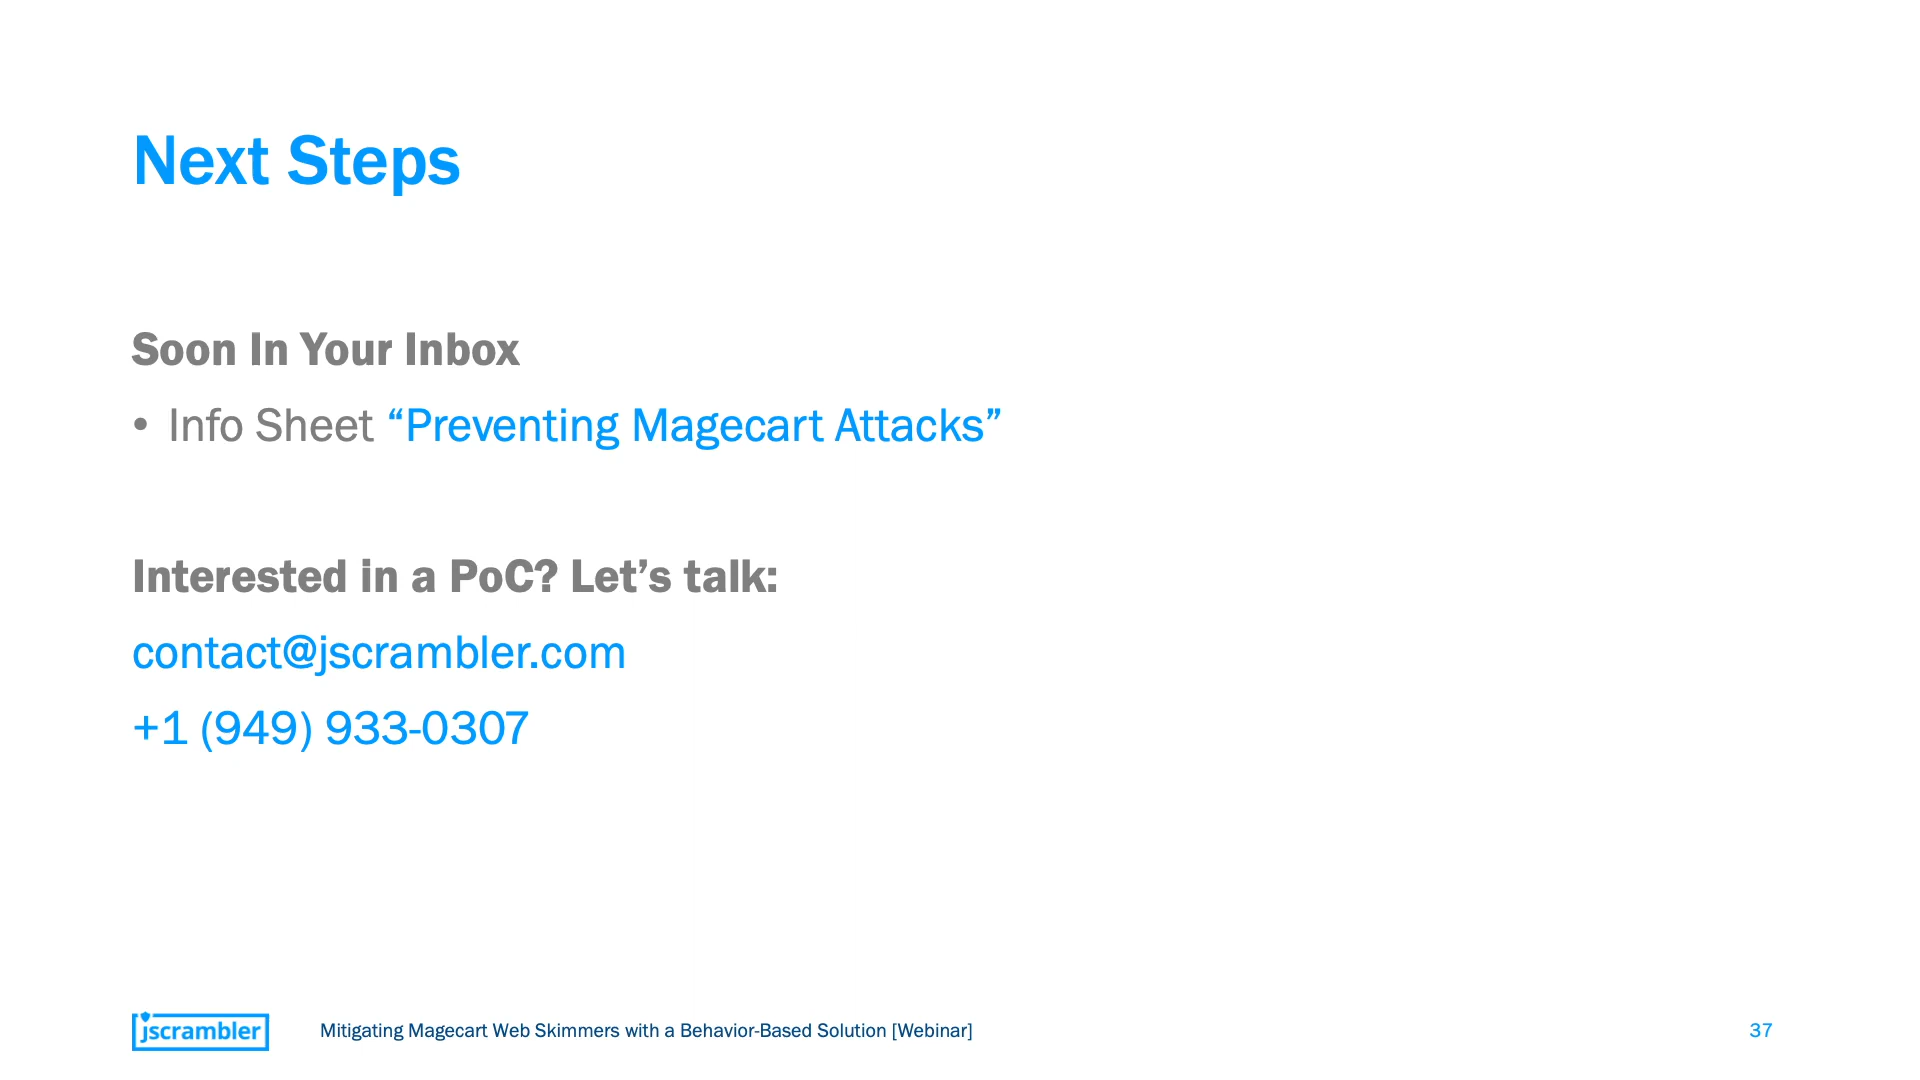 Next Steps
Soon In Your Inbox
• Info Sheet “Preventing Magecart Attacks”
Interested in a PoC? Let’s talk:
contact@jscrambler.com
+1 (949) 933-0307
jscrambler
Mitigating Magecart Web Skimmers with a Behavior-Based Solution [Webinar]
37